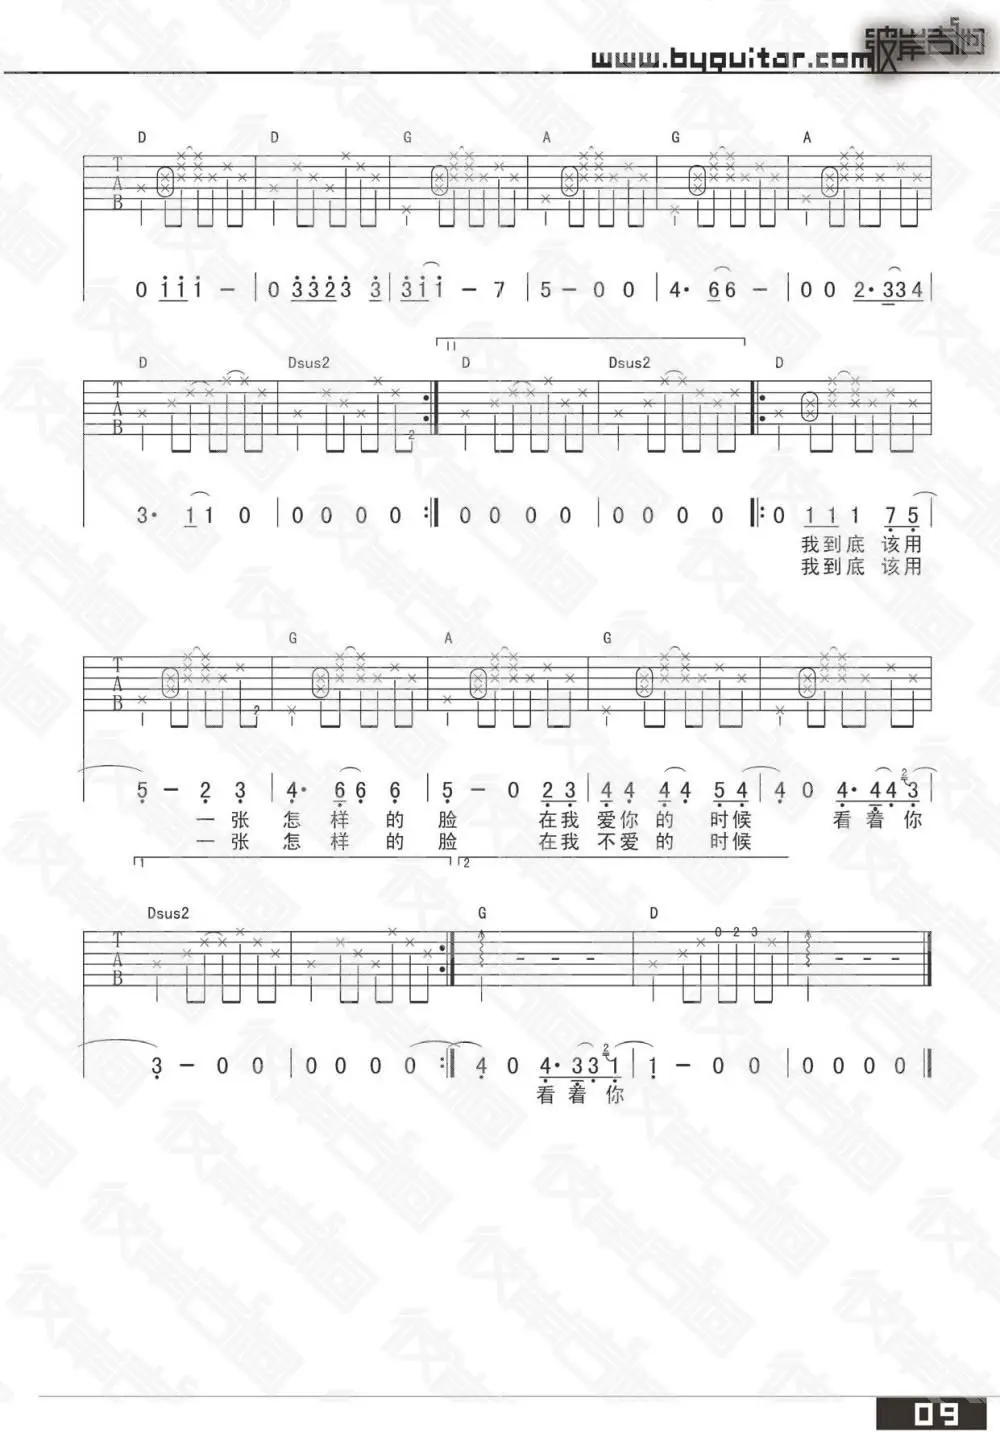 www.byguitar.com 彼岸吉他
D D G A G A
T A B
0 1 1 1 - | 0 3 3 2 3 3 | 3 1 1 - 7 | 5 - 0 0 | 4· 6 6 - | 0 0 2· 3 3 4 |
D Dsus2 11 D Dsus2 D
T A B
2
3· 1 1 0 | 0 0 0 0 :‖ 0 0 0 0 | 0 0 0 0 ‖: 0 1 1 1 7 5 |
我到底 该用
我到底 该用
G A G
T A B
2
5 - 2 3 | 4· 6 6 6 | 5 - 0 2 3 | 4 4 4 4 5 4 | 4 0 4· 4 4 2 3 |
一 张 怎 样 的 脸 在我 爱你 的 时候 看 着 你
一 张 怎 样 的 脸 在我 不爱 的 时候
1 2
Dsus2 G D
T A B
- - - 0 2 3 - - -
3 - 0 0 | 0 0 0 0 :‖ 4 0 4· 3 3 2 1 | 1 - 0 0 | 0 0 0 0 ‖
看 着 你
09